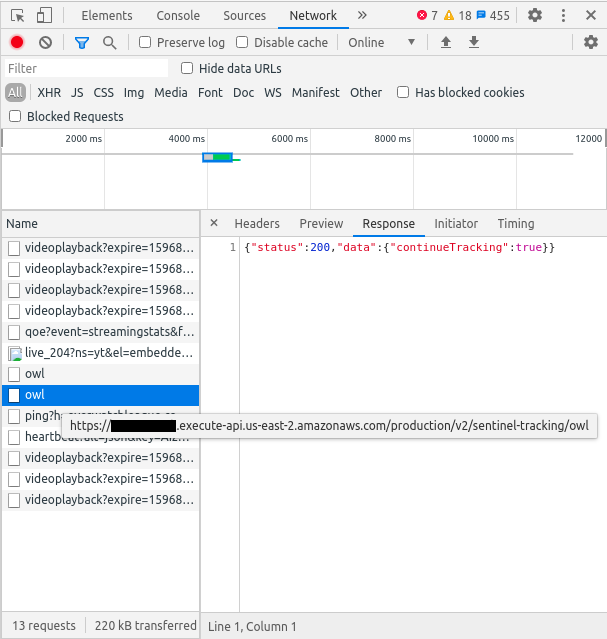 Elements Console Sources Network » 7 18 455
Preserve log Disable cache Online
Filter Hide data URLs
All XHR JS CSS Img Media Font Doc WS Manifest Other Has blocked cookies
Blocked Requests
2000 ms 4000 ms 6000 ms 8000 ms 10000 ms 12000
Name × Headers Preview Response Initiator Timing
videoplayback?expire=15968...
1 {"status":200,"data":{"continueTracking":true}}
videoplayback?expire=15968...
videoplayback?expire=15968...
videoplayback?expire=15968...
qoe?event=streamingstats&f...
live_204?ns=yt&el=embedde...
owl
owl
https://
.execute-api.us-east-2.amazonaws.com/production/v2/sentinel-tracking/owl
videoplayback?expire=15968...
videoplayback?expire=15968...
videoplayback?expire=15968...
13 requests 220 kB transferred Line 1, Column 1